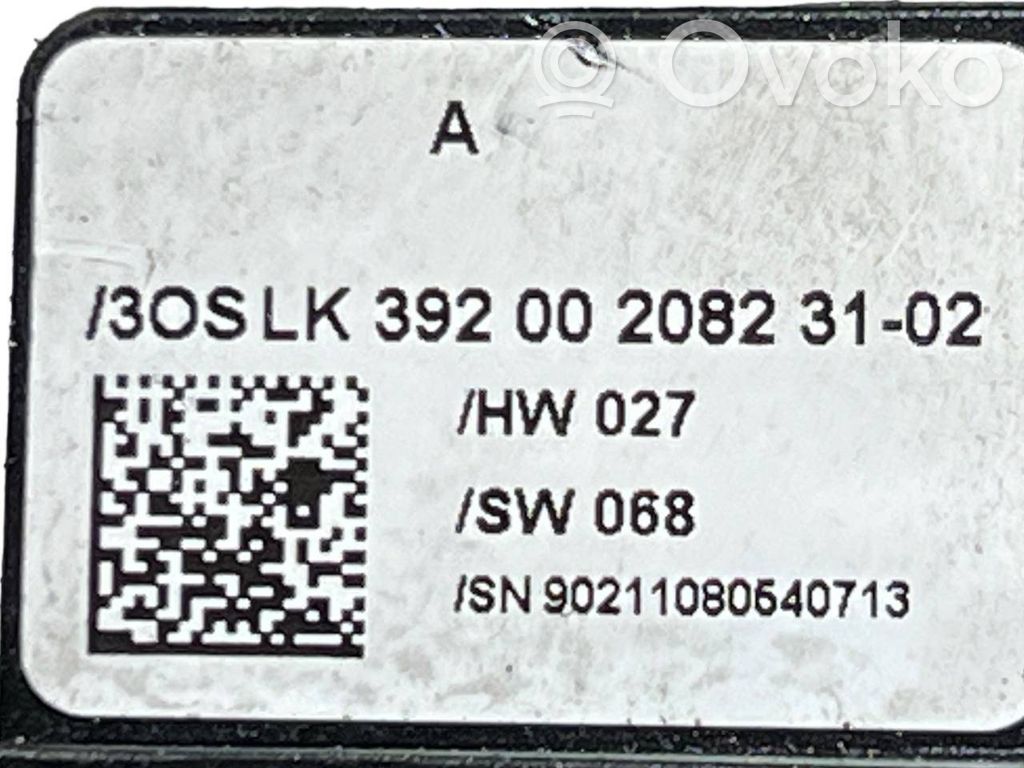 Ovoko
A
/3OS LK 392 00 2082 31-02
/HW 027
/SW 068
/SN 90211080540713